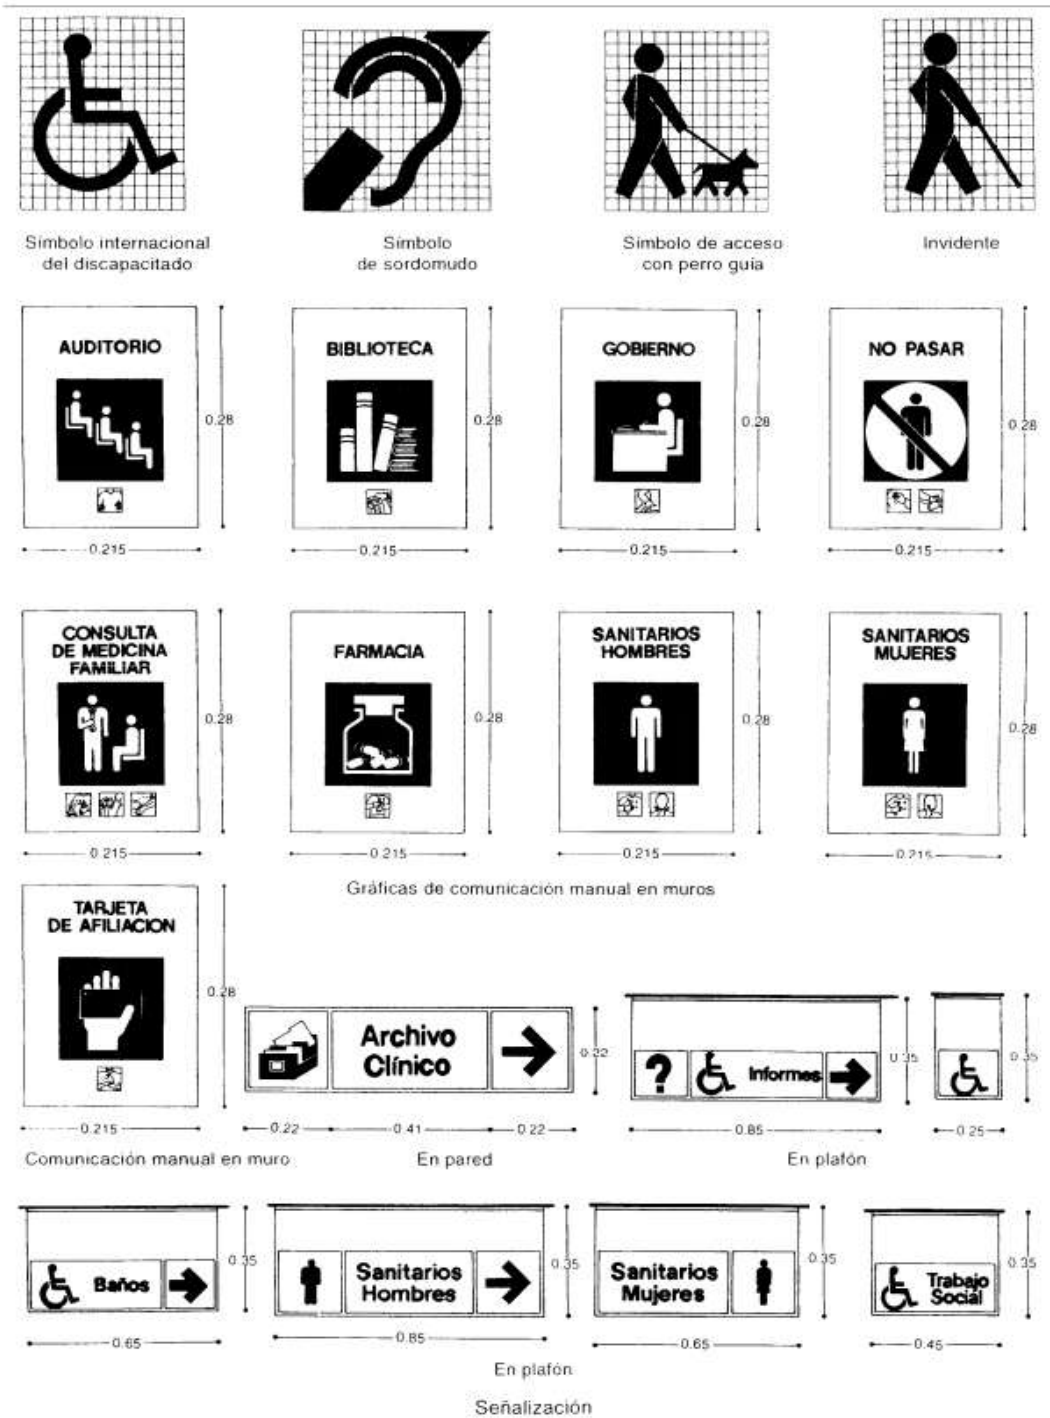 Símbolo internacional
del discapacitado
Símbolo
de sordomudo
Símbolo de acceso
con perro guía
Invidente
AUDITORIO
0.28
0.215
BIBLIOTECA
0.28
0.215
GOBIERNO
0.28
0.215
NO PASAR
0.28
0.215
CONSULTA
DE MEDICINA
FAMILIAR
0.28
0.215
FARMACIA
0.28
0.215
SANITARIOS
HOMBRES
0.28
0.215
SANITARIOS
MUJERES
0.28
0.215
Gráficas de comunicación manual en muros
TARJETA
DE AFILIACION
0.28
0.215
Comunicación manual en muro
Archivo
Clínico
0.22
0.22
0.41
0.22
En pared
?
Informes
0.35
0.85
0.35
0.25
En plafón
Baños
0.35
0.65
Sanitarios
Hombres
0.35
0.85
Sanitarios
Mujeres
0.35
0.65
Trabajo
Social
0.35
0.45
En plafón
Señalización